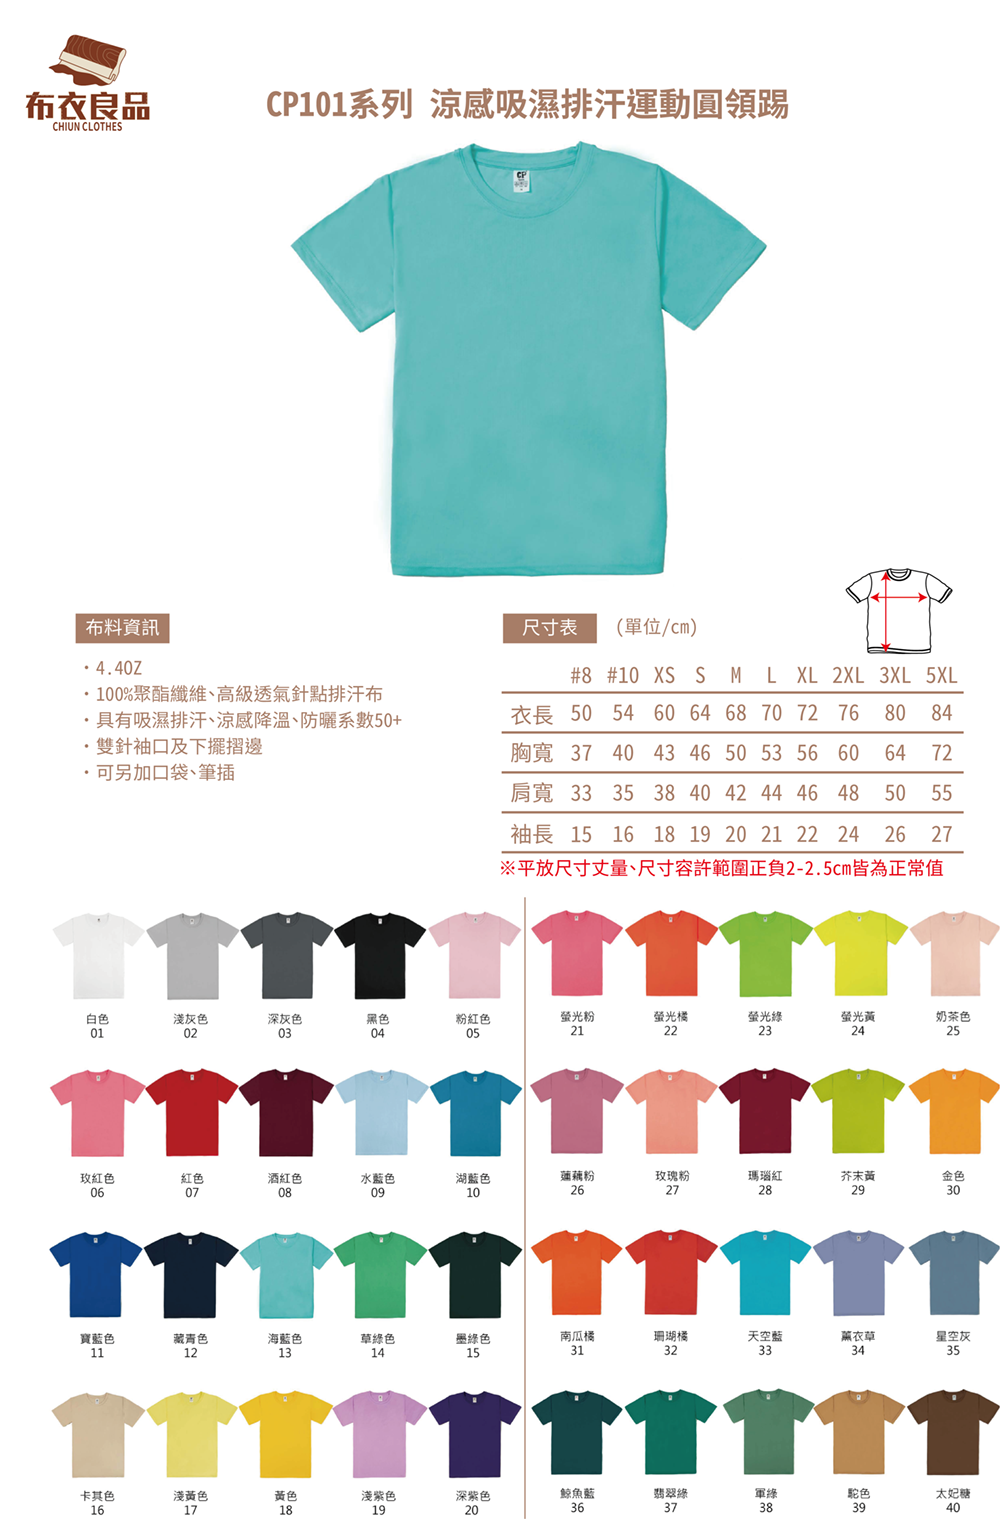 布衣良品
CHIUN CLOTHES
CP101系列 涼感吸濕排汗運動圓領踢
CP
布料資訊
・4.4OZ
・100%聚酯纖維、高級透氣針點排汗布
・具有吸濕排汗、涼感降溫、防曬系數50+
・雙針袖口及下擺摺邊
・可另加口袋、筆插
尺寸表 (單位/cm)
#8 #10 XS S M L XL 2XL 3XL 5XL
衣長 50 54 60 64 68 70 72 76 80 84
胸寬 37 40 43 46 50 53 56 60 64 72
肩寬 33 35 38 40 42 44 46 48 50 55
袖長 15 16 18 19 20 21 22 24 26 27
※平放尺寸丈量、尺寸容許範圍正負2-2.5cm皆為正常值
白色 淺灰色 深灰色 黑色 粉紅色
01 02 03 04 05
玫紅色 紅色 酒紅色 水藍色 湖藍色
06 07 08 09 10
寶藍色 藏青色 海藍色 草綠色 墨綠色
11 12 13 14 15
卡其色 淺黃色 黃色 淺紫色 深紫色
16 17 18 19 20
螢光粉 螢光橘 螢光綠 螢光黃 奶茶色
21 22 23 24 25
蓮藕粉 玫瑰粉 瑪瑙紅 芥末黃 金色
26 27 28 29 30
南瓜橘 珊瑚橘 天空藍 薰衣草 星空灰
31 32 33 34 35
鯨魚藍 翡翠綠 軍綠 駝色 太妃糖
36 37 38 39 40